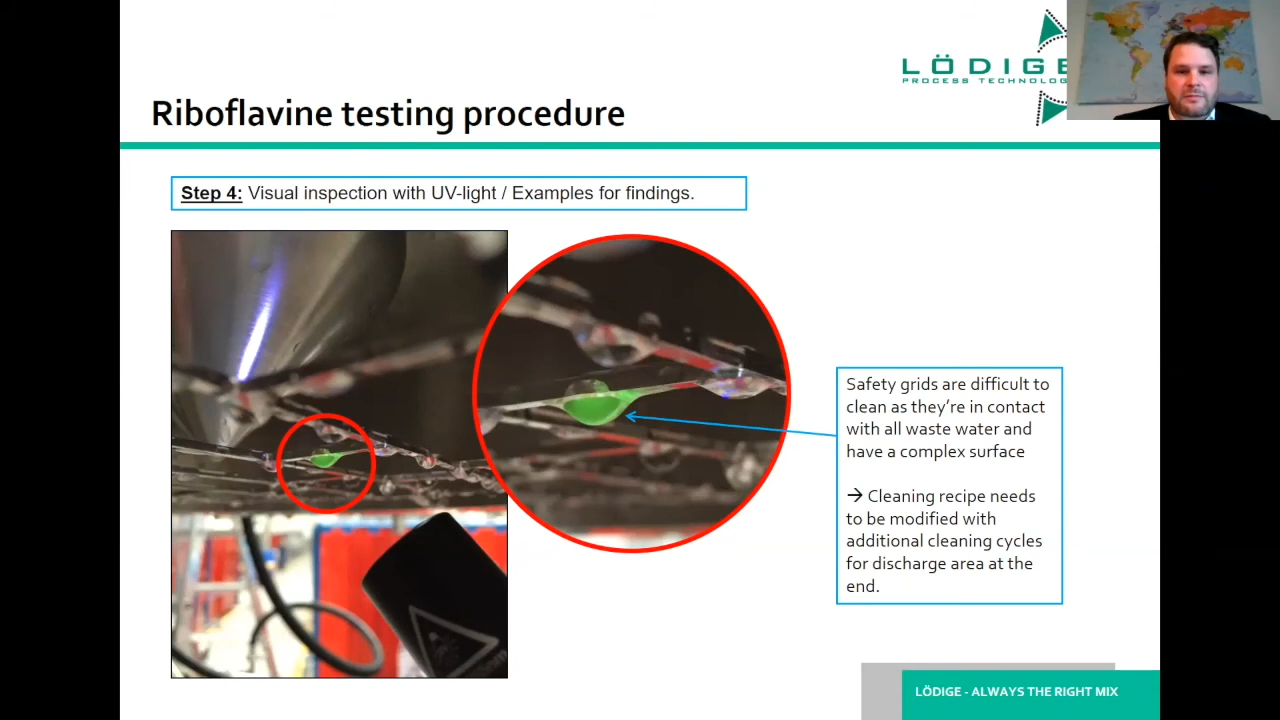 LÖDIGE
PROCESS TECHNOLOG
Riboflavine testing procedure
Step 4: Visual inspection with UV-light / Examples for findings.
Safety grids are difficult to
clean as they're in contact
with all waste water and
have a complex surface
→ Cleaning recipe needs
to be modified with
additional cleaning cycles
for discharge area at the
end.
LÖDIGE - ALWAYS THE RIGHT MIX